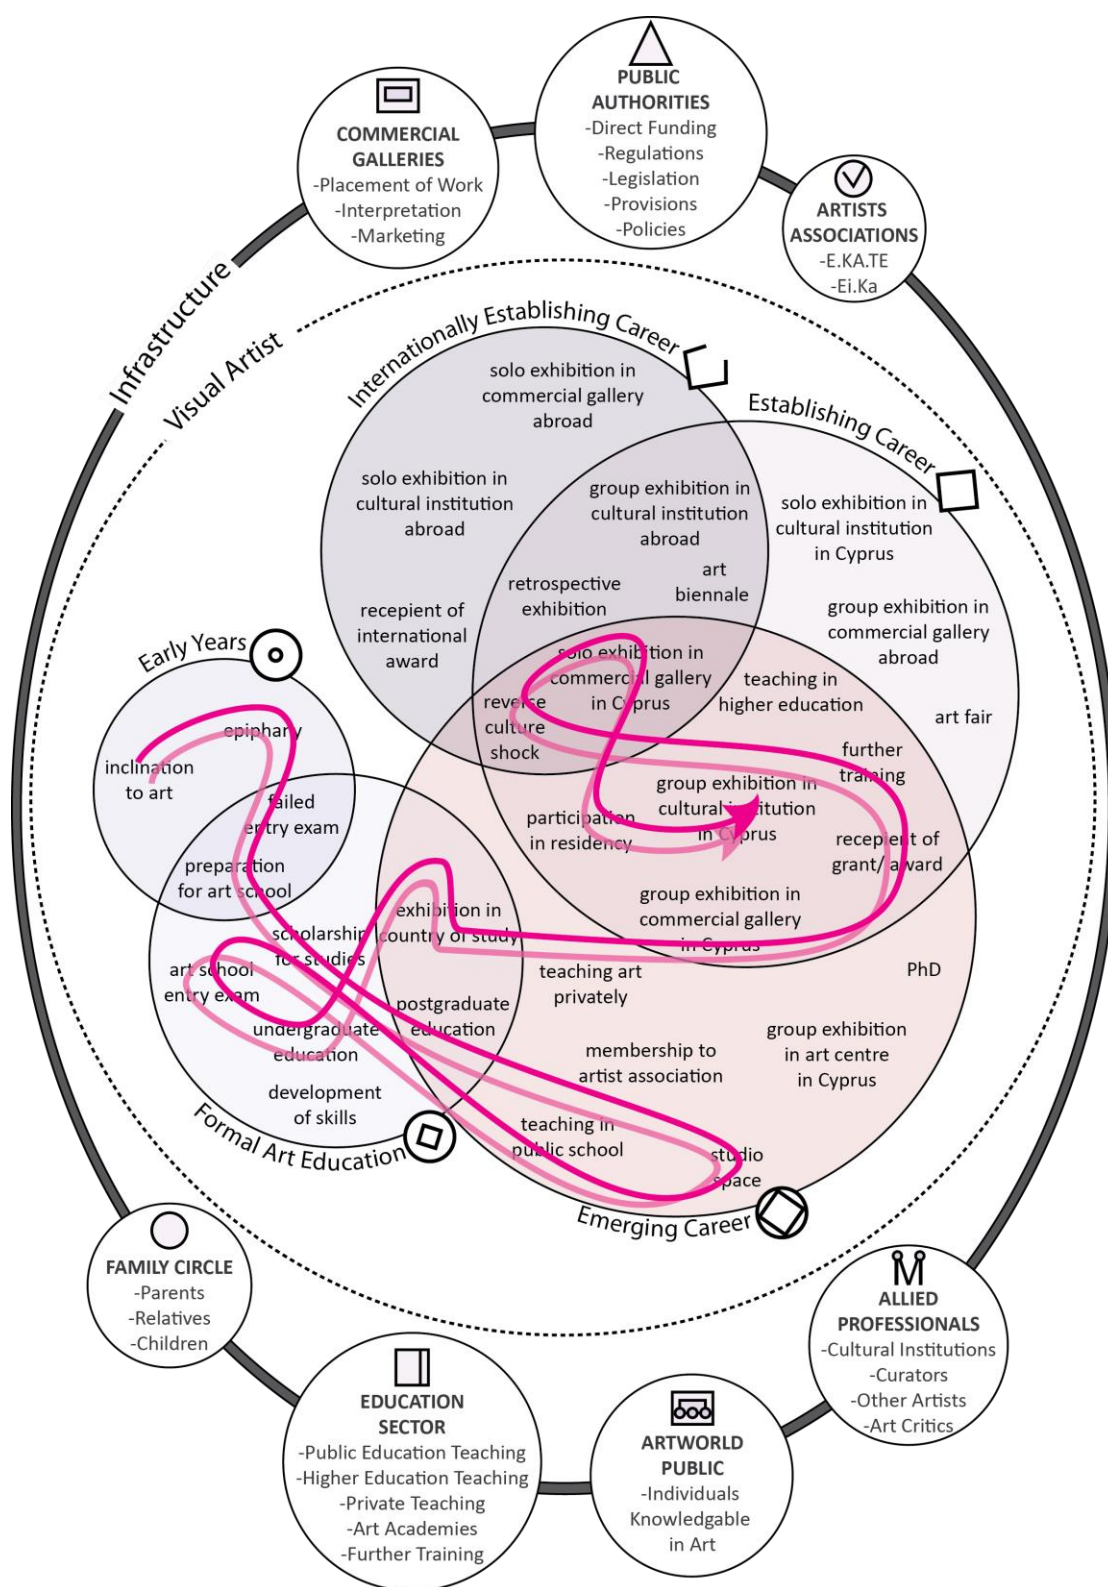 PUBLIC
AUTHORITIES
-Direct Funding
-Regulations
-Legislation
-Provisions
-Policies
COMMERCIAL
GALLERIES
-Placement of Work
-Interpretation
-Marketing
ARTISTS
ASSOCIATIONS
-E.KA.TE
-Ei.Ka
Infrastructure
Visual Artist
Internationally Establishing Career
solo exhibition in
commercial gallery
abroad
solo exhibition in
cultural institution
abroad
recepient of
international
award
group exhibition in
cultural institution
abroad
art
biennale
retrospective
exhibition
Establishing Career
solo exhibition in
cultural institution
in Cyprus
group exhibition in
commercial gallery
abroad
art fair
solo exhibition in
commercial gallery
in Cyprus
reverse
culture
shock
teaching in
higher education
further
training
group exhibition in
cultural institution
in Cyprus
participation
in residency
recepient of
grant/ award
group exhibition in
commercial gallery
in Cyprus
Early Years
epiphany
inclination
to art
failed
entry exam
preparation
for art school
scholarship
for studies
art school
entry exam
undergraduate
education
development
of skills
Formal Art Education
exhibition in
country of study
postgraduate
education
teaching art
privately
PhD
membership to
artist association
group exhibition
in art centre
in Cyprus
teaching in
public school
studio
space
Emerging Career
FAMILY CIRCLE
-Parents
-Relatives
-Children
EDUCATION
SECTOR
-Public Education Teaching
-Higher Education Teaching
-Private Teaching
-Art Academies
-Further Training
ARTWORLD
PUBLIC
-Individuals
Knowledgable
in Art
ALLIED
PROFESSIONALS
-Cultural Institutions
-Curators
-Other Artists
-Art Critics